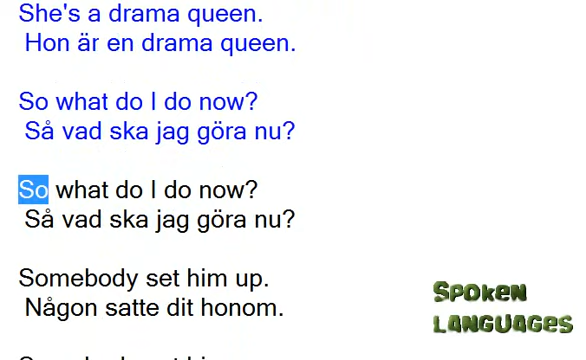 She's a drama queen.
Hon är en drama queen.
So what do I do now?
Så vad ska jag göra nu?
So what do I do now?
Så vad ska jag göra nu?
Somebody set him up.
Någon satte dit honom.
Spoken
Languages